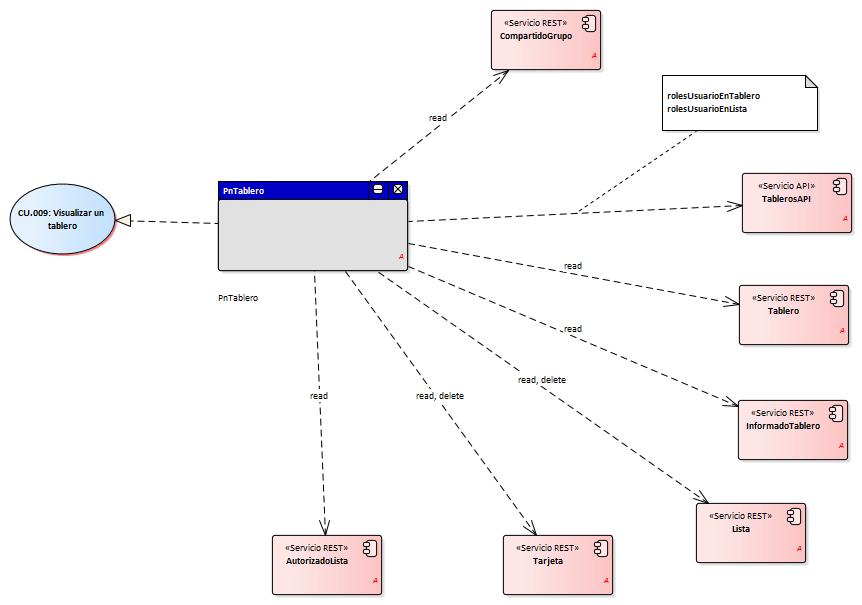 «Servicio REST»
CompartidoGrupo
A
rolesUsuarioEnTablero
rolesUsuarioEnLista
read
«Servicio API»
TablerosAPI
A
PnTablero
A
CU.009: Visualizar un
tablero
read
«Servicio REST»
Tablero
A
PnTablero
read
read, delete
read
read, delete
«Servicio REST»
InformadoTablero
A
«Servicio REST»
Lista
A
«Servicio REST»
AutorizadoLista
A
«Servicio REST»
Tarjeta
A